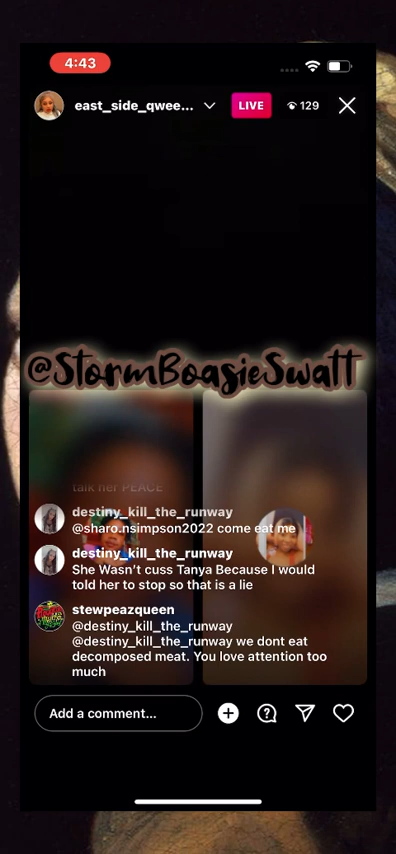 4:43
east_side_qwee...
LIVE
129
@StormBoasieSwatt
talk her PEACE
destiny_kill_the_runway
@sharo.nsimpson2022 come eat me
destiny_kill_the_runway
She Wasn't cuss Tanya Because I would
told her to stop so that is a lie
stewpeazqueen
@destiny_kill_the_runway
@destiny_kill_the_runway we dont eat
decomposed meat. You love attention too
much
Add a comment...